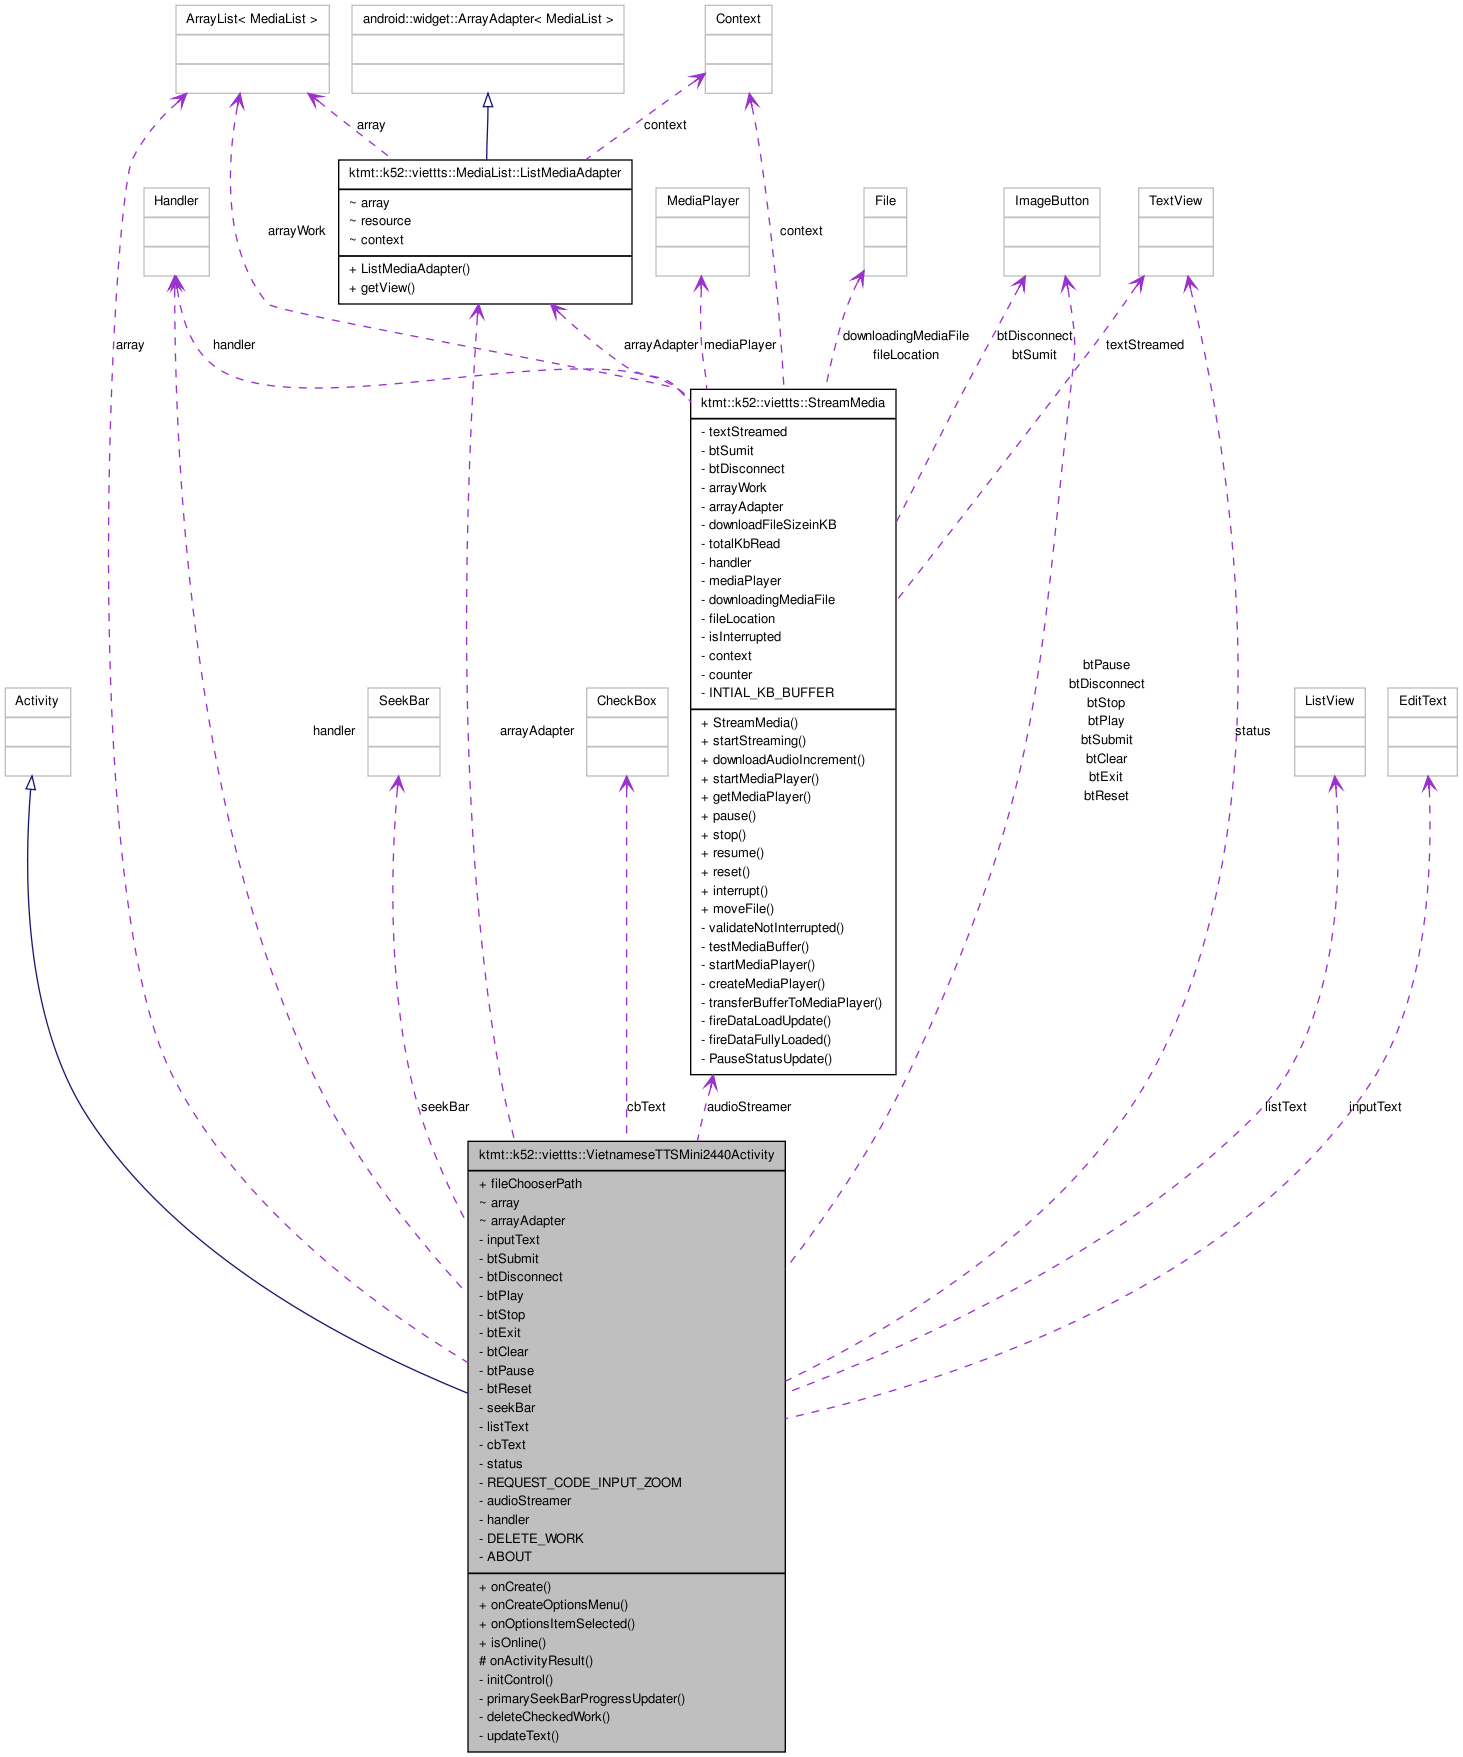 ArrayList< MediaList >
android::widget::ArrayAdapter< MediaList >
Context
array
context
ktmt::k52::viettts::MediaList::ListMediaAdapter
~ array
~ resource
~ context
+ ListMediaAdapter()
+ getView()
Handler
MediaPlayer
File
ImageButton
TextView
arrayWork
context
array
handler
arrayAdapter
mediaPlayer
downloadingMediaFile
fileLocation
btDisconnect
btSumit
textStreamed
ktmt::k52::viettts::StreamMedia
- textStreamed
- btSumit
- btDisconnect
- arrayWork
- arrayAdapter
- downloadFileSizeinKB
- totalKbRead
- handler
- mediaPlayer
- downloadingMediaFile
- fileLocation
- isInterrupted
- context
- counter
- INTIAL_KB_BUFFER
+ StreamMedia()
+ startStreaming()
+ downloadAudioIncrement()
+ startMediaPlayer()
+ getMediaPlayer()
+ pause()
+ stop()
+ resume()
+ reset()
+ interrupt()
+ moveFile()
- validateNotInterrupted()
- testMediaBuffer()
- startMediaPlayer()
- createMediaPlayer()
- transferBufferToMediaPlayer()
- fireDataLoadUpdate()
- fireDataFullyLoaded()
- PauseStatusUpdate()
Activity
handler
SeekBar
arrayAdapter
CheckBox
btPause
btDisconnect
btStop
btPlay
btSubmit
btClear
btExit
btReset
status
ListView
EditText
seekBar
cbText
audioStreamer
listText
inputText
ktmt::k52::viettts::VietnameseTTSMini2440Activity
+ fileChooserPath
~ array
~ arrayAdapter
- inputText
- btSubmit
- btDisconnect
- btPlay
- btStop
- btExit
- btClear
- btPause
- btReset
- seekBar
- listText
- cbText
- status
- REQUEST_CODE_INPUT_ZOOM
- audioStreamer
- handler
- DELETE_WORK
- ABOUT
+ onCreate()
+ onCreateOptionsMenu()
+ onOptionsItemSelected()
+ isOnline()
# onActivityResult()
- initControl()
- primarySeekBarProgressUpdater()
- deleteCheckedWork()
- updateText()